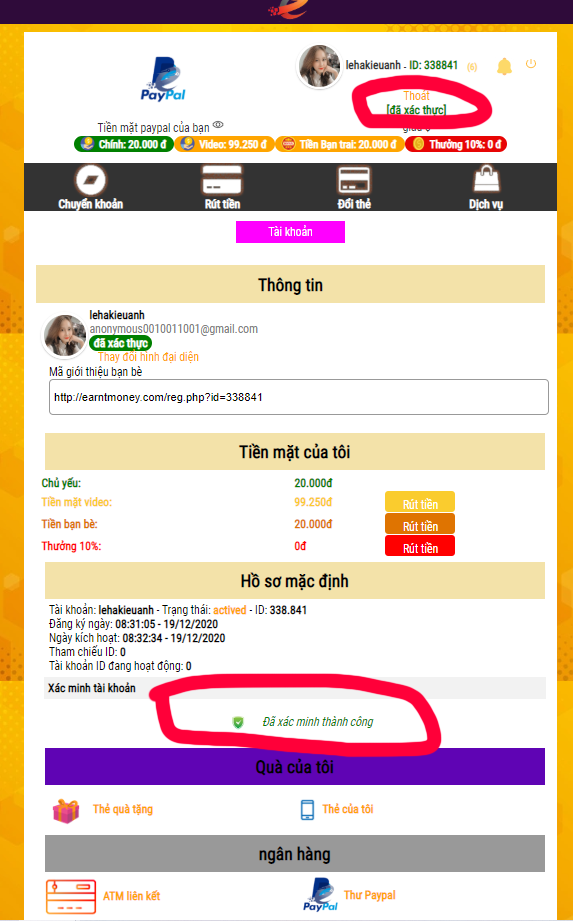 lehakieuanh - ID: 338841 (6)
PayPal
Thoát
[đã xác thực]
Tiền mặt paypal của bạn
Chính: 20.000 đ Video: 99.250 đ Tiền Bạn trai: 20.000 đ Thưởng 10%: 0 đ
Chuyển khoản Rút tiền Đổi thẻ Dịch vụ
Tài khoản
Thông tin
lehakieuanh
anonymous0010011001@gmail.com
đã xác thực
Thay đổi hình đại diện
Mã giới thiệu bạn bè
http://earntmoney.com/reg.php?id=338841
Tiền mặt của tôi
Chủ yếu: 20.000đ
Tiền mặt video: 99.250đ Rút tiền
Tiền bạn bè: 20.000đ Rút tiền
Thưởng 10%: 0đ Rút tiền
Hồ sơ mặc định
Tài khoản: lehakieuanh - Trạng thái: actived - ID: 338.841
Đăng ký ngày: 08:31:05 - 19/12/2020
Ngày kích hoạt: 08:32:34 - 19/12/2020
Tham chiếu ID: 0
Tài khoản ID đang hoạt động: 0
Xác minh tài khoản
Đã xác minh thành công
Quà của tôi
Thẻ quà tặng Thẻ của tôi
ngân hàng
ATM liên kết PayPal Thư Paypal